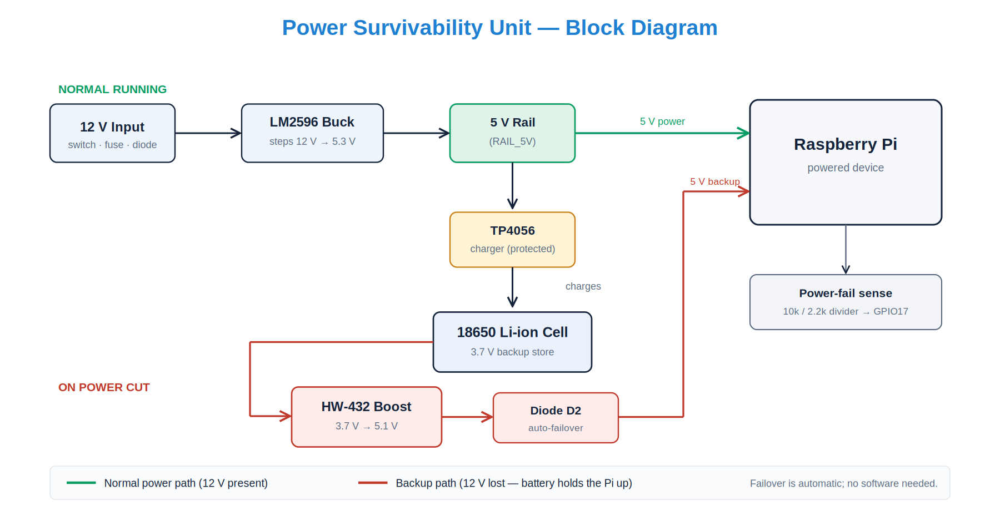 Power Survivability Unit — Block Diagram
NORMAL RUNNING
12 V Input
switch · fuse · diode
LM2596 Buck
steps 12 V → 5.3 V
5 V Rail
(RAIL_5V)
5 V power
Raspberry Pi
powered device
5 V backup
TP4056
charger (protected)
charges
Power-fail sense
10k / 2.2k divider → GPIO17
18650 Li-ion Cell
3.7 V backup store
ON POWER CUT
HW-432 Boost
3.7 V → 5.1 V
Diode D2
auto-failover
Normal power path (12 V present)
Backup path (12 V lost — battery holds the Pi up)
Failover is automatic; no software needed.